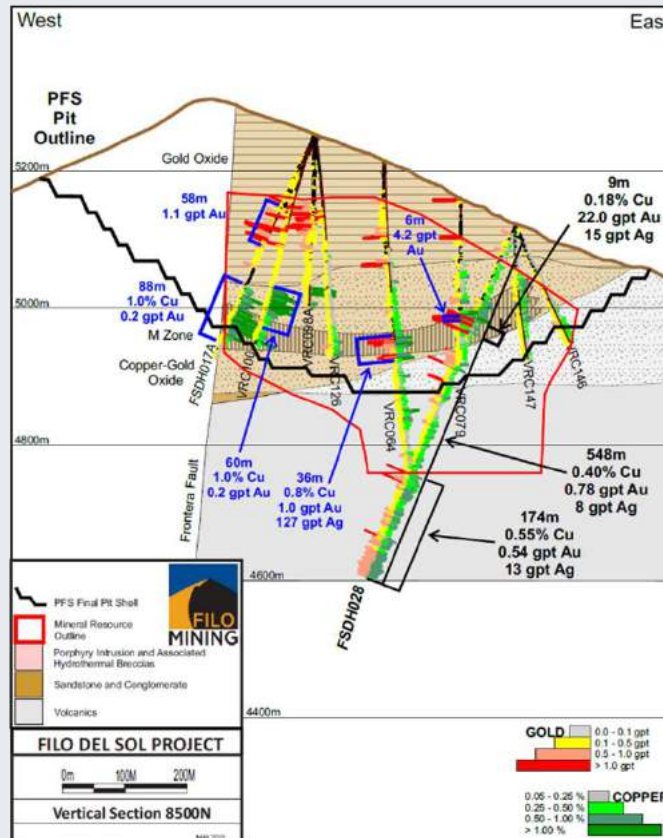 West
East
PFS
Pit
Outline
Gold Oxide
9m
0.18% Cu
22.0 gpt Au
15 gpt Ag
5200m
58m
1.1 gpt Au
6m
4.2 gpt
Au
88m
1.0% Cu
0.2 gpt Au
5000m
M Zone
Copper-Gold
Oxide
FSDH017A
VRC100
VRC098A
VRC126
VRC064
VRC079
VRC147
VRC146
4800m
Frontera Fault
60m
1.0% Cu
0.2 gpt Au
36m
0.8% Cu
1.0 gpt Au
127 gpt Ag
548m
0.40% Cu
0.78 gpt Au
8 gpt Ag
174m
0.55% Cu
0.54 gpt Au
13 gpt Ag
4600m
FSDH028
PFS Final Pit Shell
Mineral Resource
Outline
Porphyry Intrusion and Associated
Hydrothermal Breccias
Sandstone and Conglomerate
Volcanics
FILO
MINING
4400m
FILO DEL SOL PROJECT
0m 100M 200M
Vertical Section 8500N
GOLD
0.0 - 0.1 gpt
0.1 - 0.5 gpt
0.5 - 1.0 gpt
> 1.0 gpt
COPPER
0.05 - 0.25 %
0.25 - 0.50 %
0.50 - 1.00 %
> 1.00 %